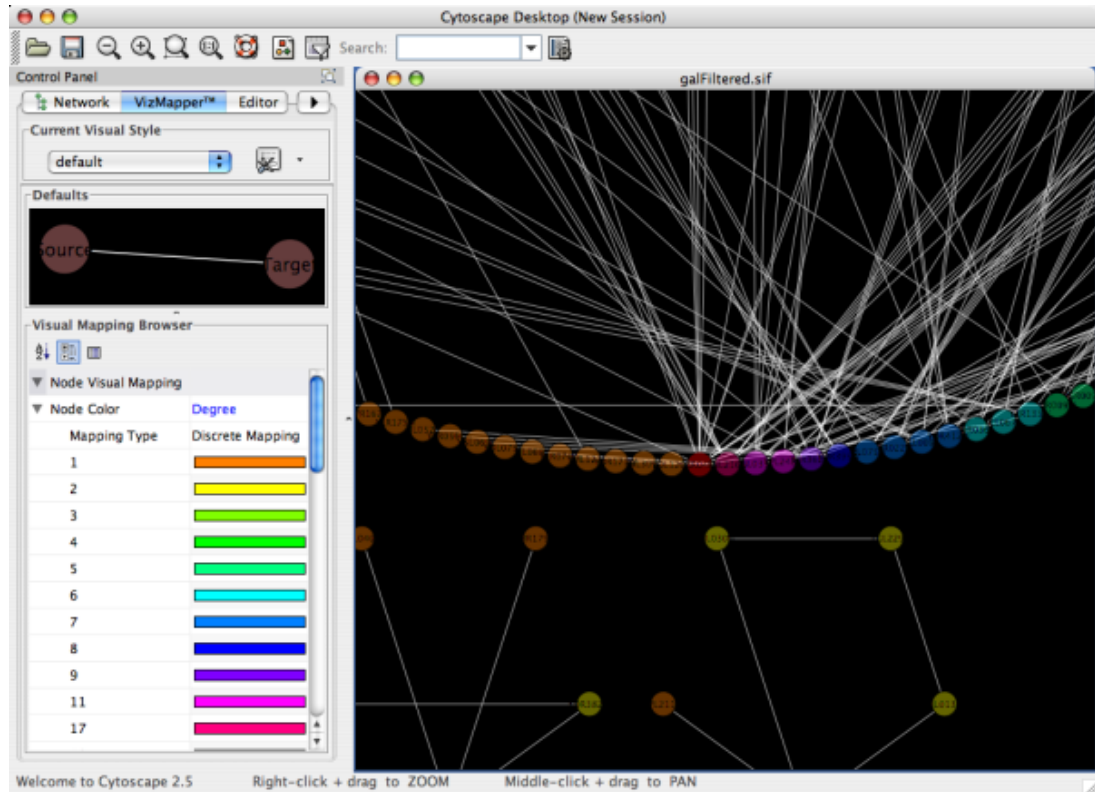 Cytoscape Desktop (New Session)
Search:
Control Panel
galFiltered.sif
Network VizMapper™ Editor
Current Visual Style
default
Defaults
Source
Target
Visual Mapping Browser
Node Visual Mapping
Node Color Degree
Mapping Type Discrete Mapping
1
2
3
4
5
6
7
8
9
11
17
Welcome to Cytoscape 2.5 Right-click + drag to ZOOM Middle-click + drag to PAN